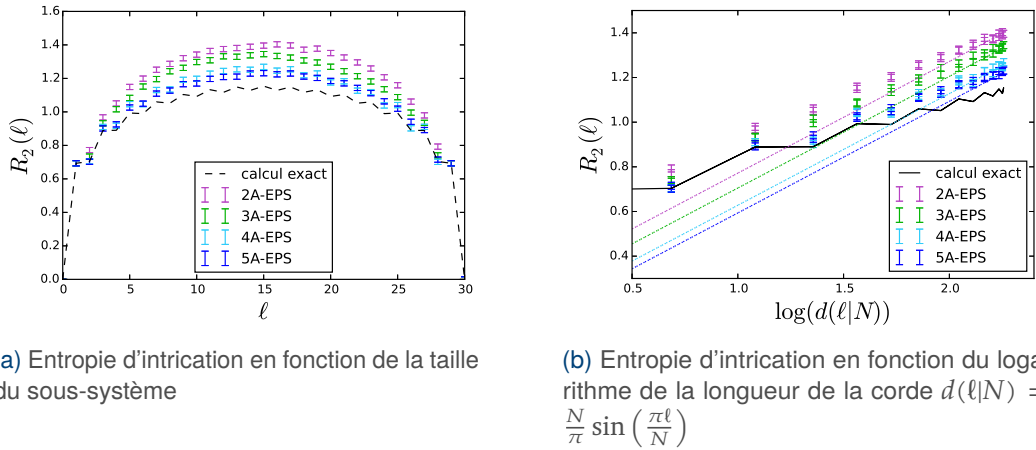 1.6
1.4
1.2
1.0
0.8
0.6
0.4
0.2
0.0
R₂(ℓ)
calcul exact
2A-EPS
3A-EPS
4A-EPS
5A-EPS
0 5 10 15 20 25 30
ℓ
a) Entropie d'intrication en fonction de la taille
du sous-système
1.4
1.2
1.0
0.8
0.6
0.4
R₂(ℓ)
calcul exact
2A-EPS
3A-EPS
4A-EPS
5A-EPS
0.5 1.0 1.5 2.0
log(d(ℓ|N))
(b) Entropie d'intrication en fonction du loga
rithme de la longueur de la corde d(ℓ|N) =
N/π sin (πℓ/N)